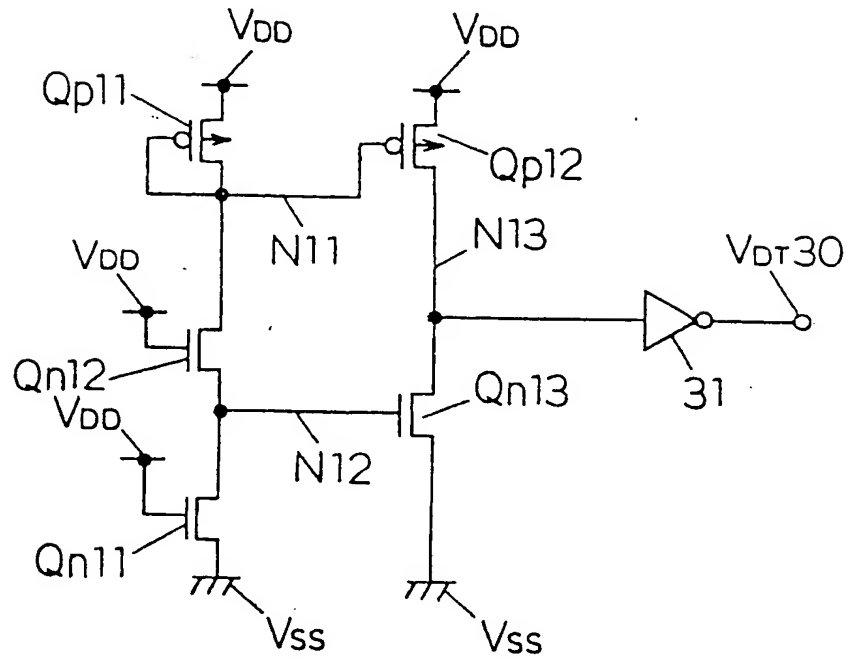 VDD
VDD
Qp11
Qp12
N11
N13
VDD
VDT30
Qn12
31
Qn13
VDD
N12
Qn11
VSS
VSS